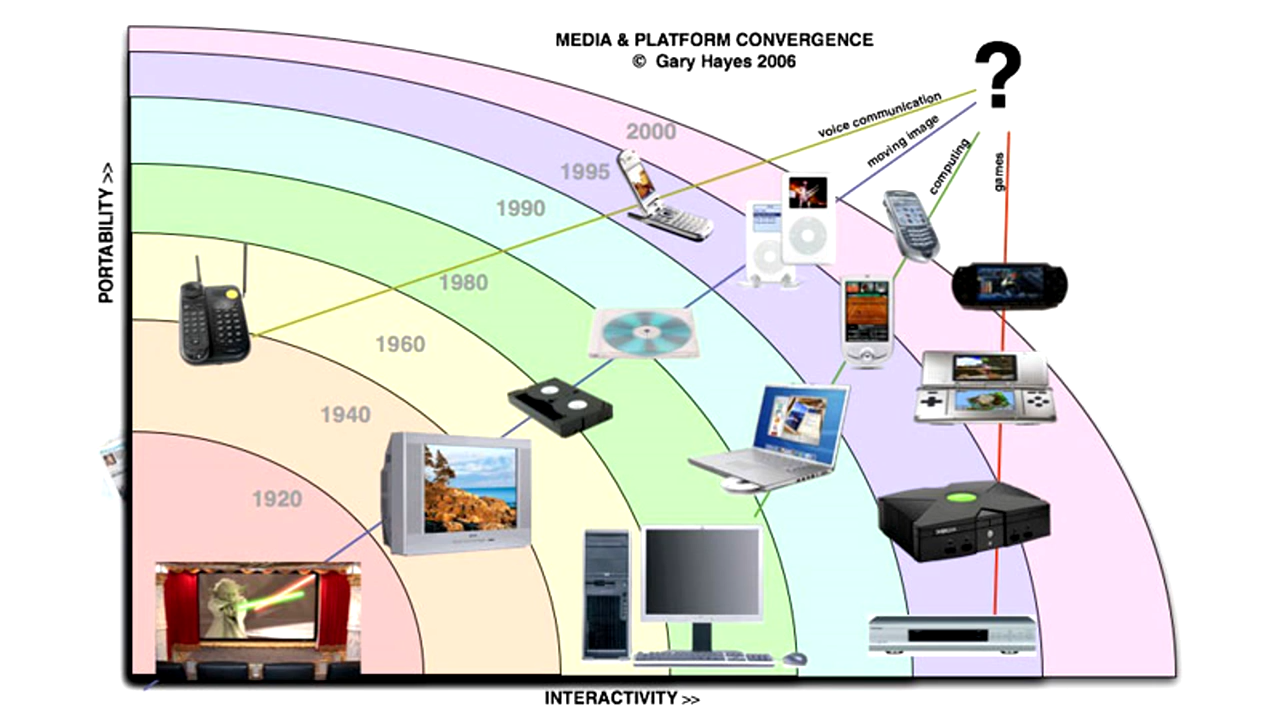 MEDIA & PLATFORM CONVERGENCE
© Gary Hayes 2006
?
voice communication
moving image
computing
games
2000
1995
1990
1980
1960
1940
1920
PORTABILITY >>
INTERACTIVITY >>